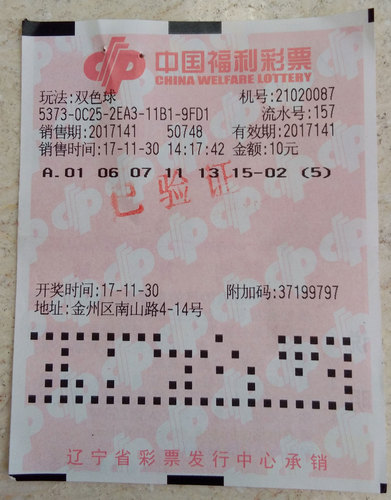 中国福利彩票
CHINA WELFARE LOTTERY
玩法:双色球 机号:21020087
5373-0C25-2EA3-11B1-9FD1 流水号:157
销售期:2017141 50748 有效期:2017141
销售时间:17-11-30 14:17:42 金额:10元
A.01 06 07 11 13 15-02 (5)
已验证
开奖时间:17-11-30 附加码:37199797
地址:金州区南山路4-14号
辽宁省彩票发行中心承销